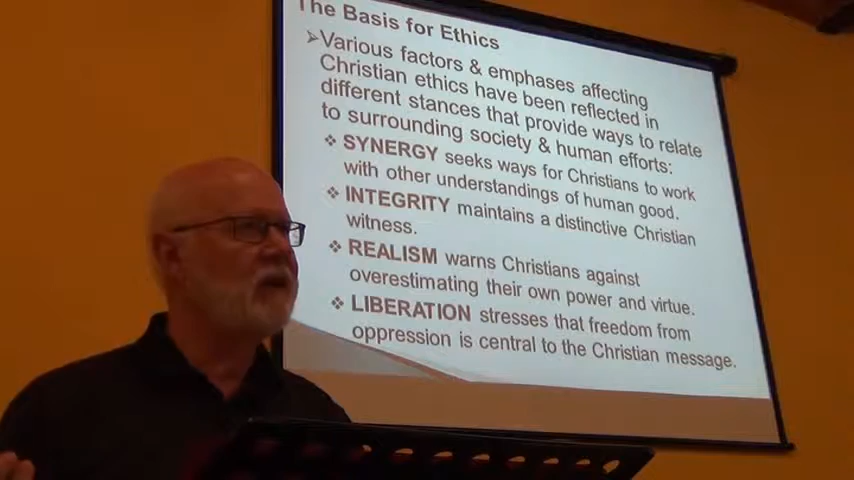 The Basis for Ethics
➢Various factors & emphases affecting
Christian ethics have been reflected in
different stances that provide ways to relate
to surrounding society & human efforts:
❖ SYNERGY seeks ways for Christians to work
with other understandings of human good.
❖ INTEGRITY maintains a distinctive Christian
witness.
❖ REALISM warns Christians against
overestimating their own power and virtue.
❖ LIBERATION stresses that freedom from
oppression is central to the Christian message.